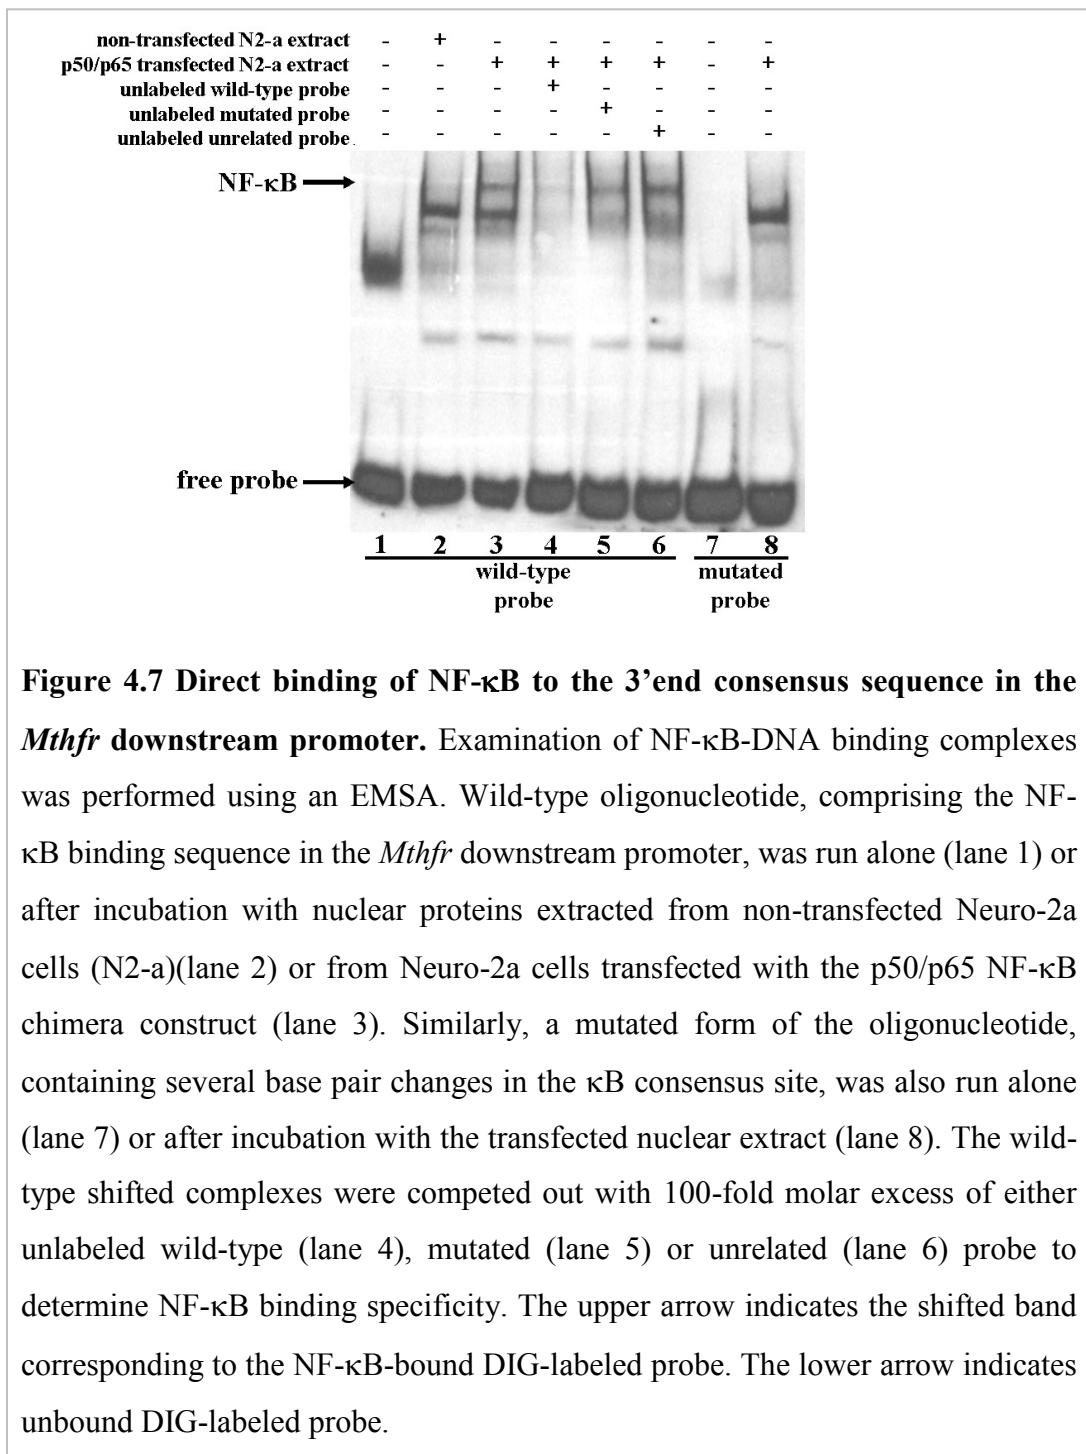 non-transfected N2-a extract - + - - - - - -
p50/p65 transfected N2-a extract - - + + + + - +
unlabeled wild-type probe - - - + - - - -
unlabeled mutated probe - - - - + - - -
unlabeled unrelated probe - - - - - + - -
NF-κB
free probe
1 2 3 4 5 6 7 8
wild-type probe
mutated probe
Figure 4.7 Direct binding of NF-κB to the 3’end consensus sequence in the
Mthfr downstream promoter. Examination of NF-κB-DNA binding complexes
was performed using an EMSA. Wild-type oligonucleotide, comprising the NF-
κB binding sequence in the Mthfr downstream promoter, was run alone (lane 1) or
after incubation with nuclear proteins extracted from non-transfected Neuro-2a
cells (N2-a)(lane 2) or from Neuro-2a cells transfected with the p50/p65 NF-κB
chimera construct (lane 3). Similarly, a mutated form of the oligonucleotide,
containing several base pair changes in the κB consensus site, was also run alone
(lane 7) or after incubation with the transfected nuclear extract (lane 8). The wild-
type shifted complexes were competed out with 100-fold molar excess of either
unlabeled wild-type (lane 4), mutated (lane 5) or unrelated (lane 6) probe to
determine NF-κB binding specificity. The upper arrow indicates the shifted band
corresponding to the NF-κB-bound DIG-labeled probe. The lower arrow indicates
unbound DIG-labeled probe.